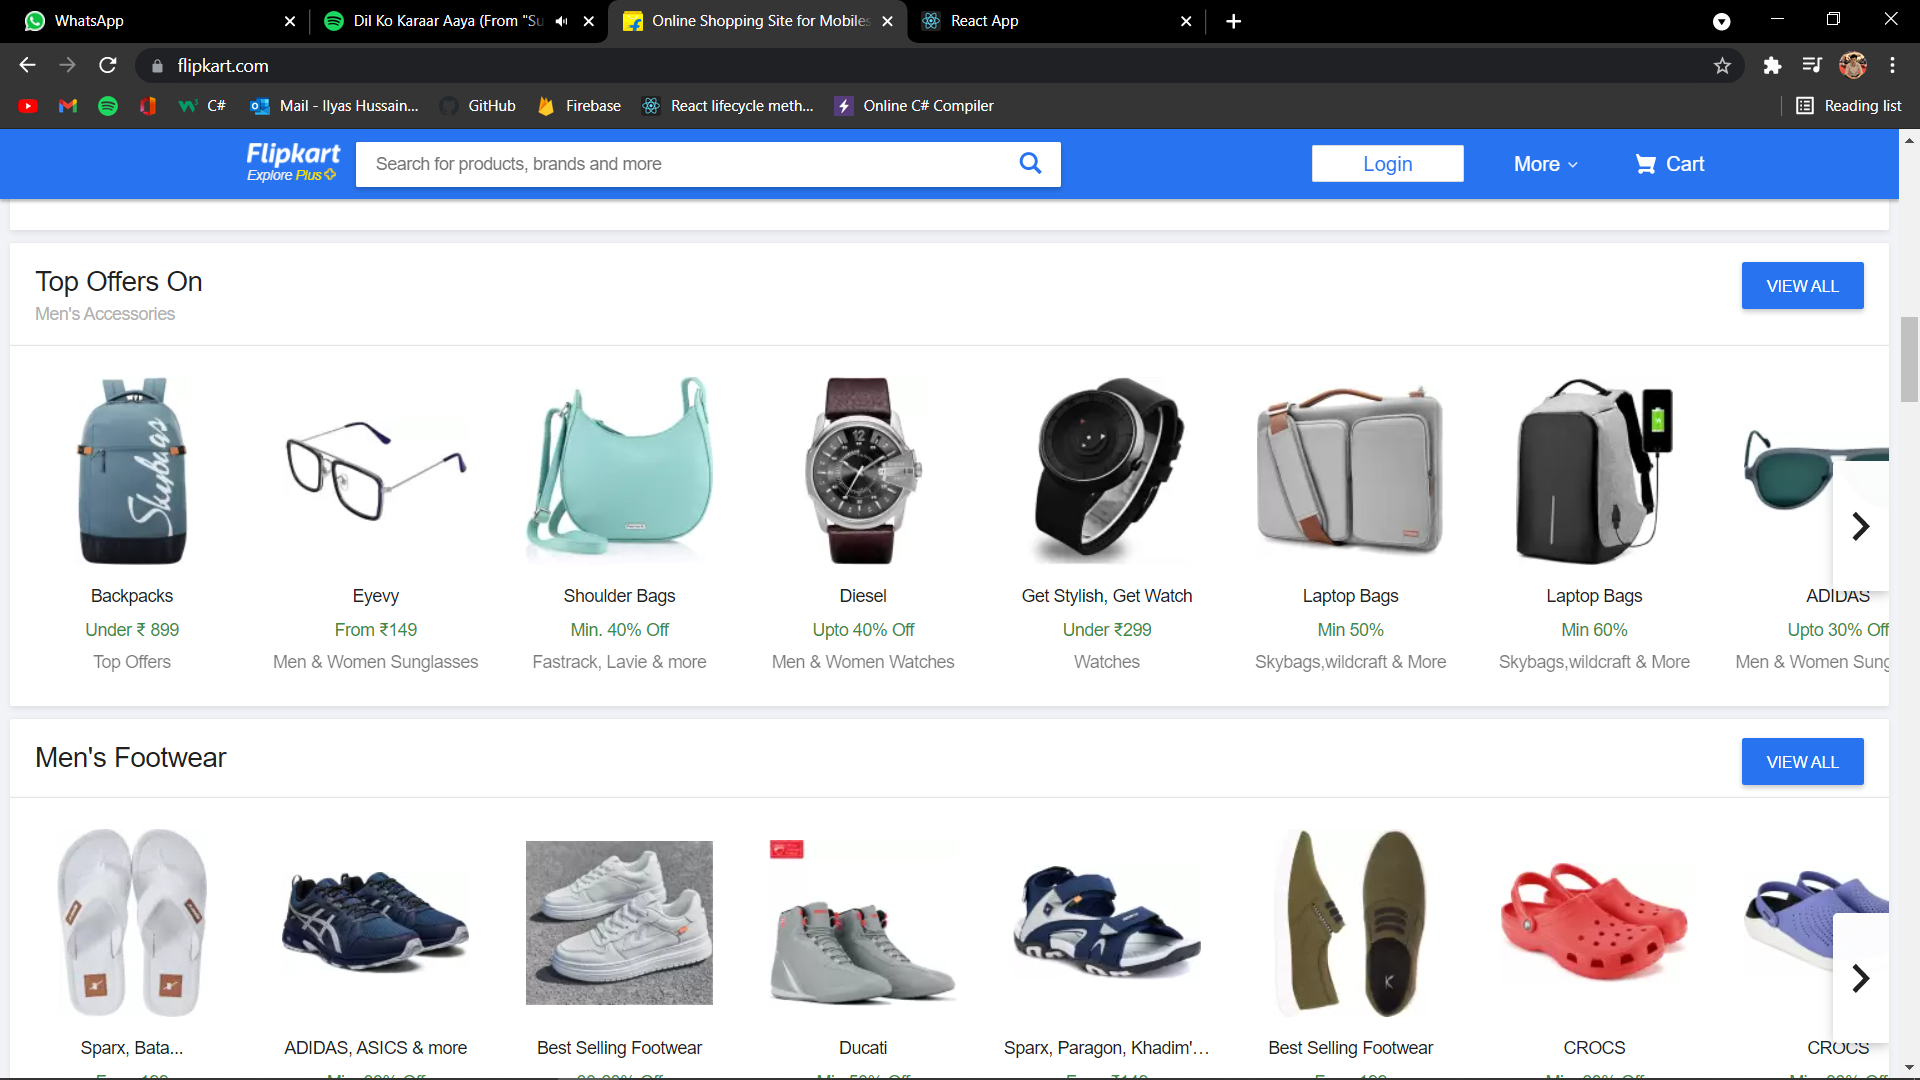 WhatsApp
Dil Ko Karaar Aaya (From "Su
Online Shopping Site for Mobiles
React App
flipkart.com
C#
Mail - Ilyas Hussain...
GitHub
Firebase
React lifecycle meth...
Online C# Compiler
Reading list
Flipkart
Explore Plus
Search for products, brands and more
Login
More
Cart
Top Offers On
VIEW ALL
Men's Accessories
Skybags
Backpacks
Eyevy
Shoulder Bags
Diesel
Get Stylish, Get Watch
Laptop Bags
Laptop Bags
ADIDAS
Under ₹ 899
From ₹149
Min. 40% Off
Upto 40% Off
Under ₹299
Min 50%
Min 60%
Upto 30% Off
Top Offers
Men & Women Sunglasses
Fastrack, Lavie & more
Men & Women Watches
Watches
Skybags,wildcraft & More
Skybags,wildcraft & More
Men & Women Sung
Men's Footwear
VIEW ALL
Sparx, Bata...
ADIDAS, ASICS & more
Best Selling Footwear
Ducati
Sparx, Paragon, Khadim'...
Best Selling Footwear
CROCS
CROCS